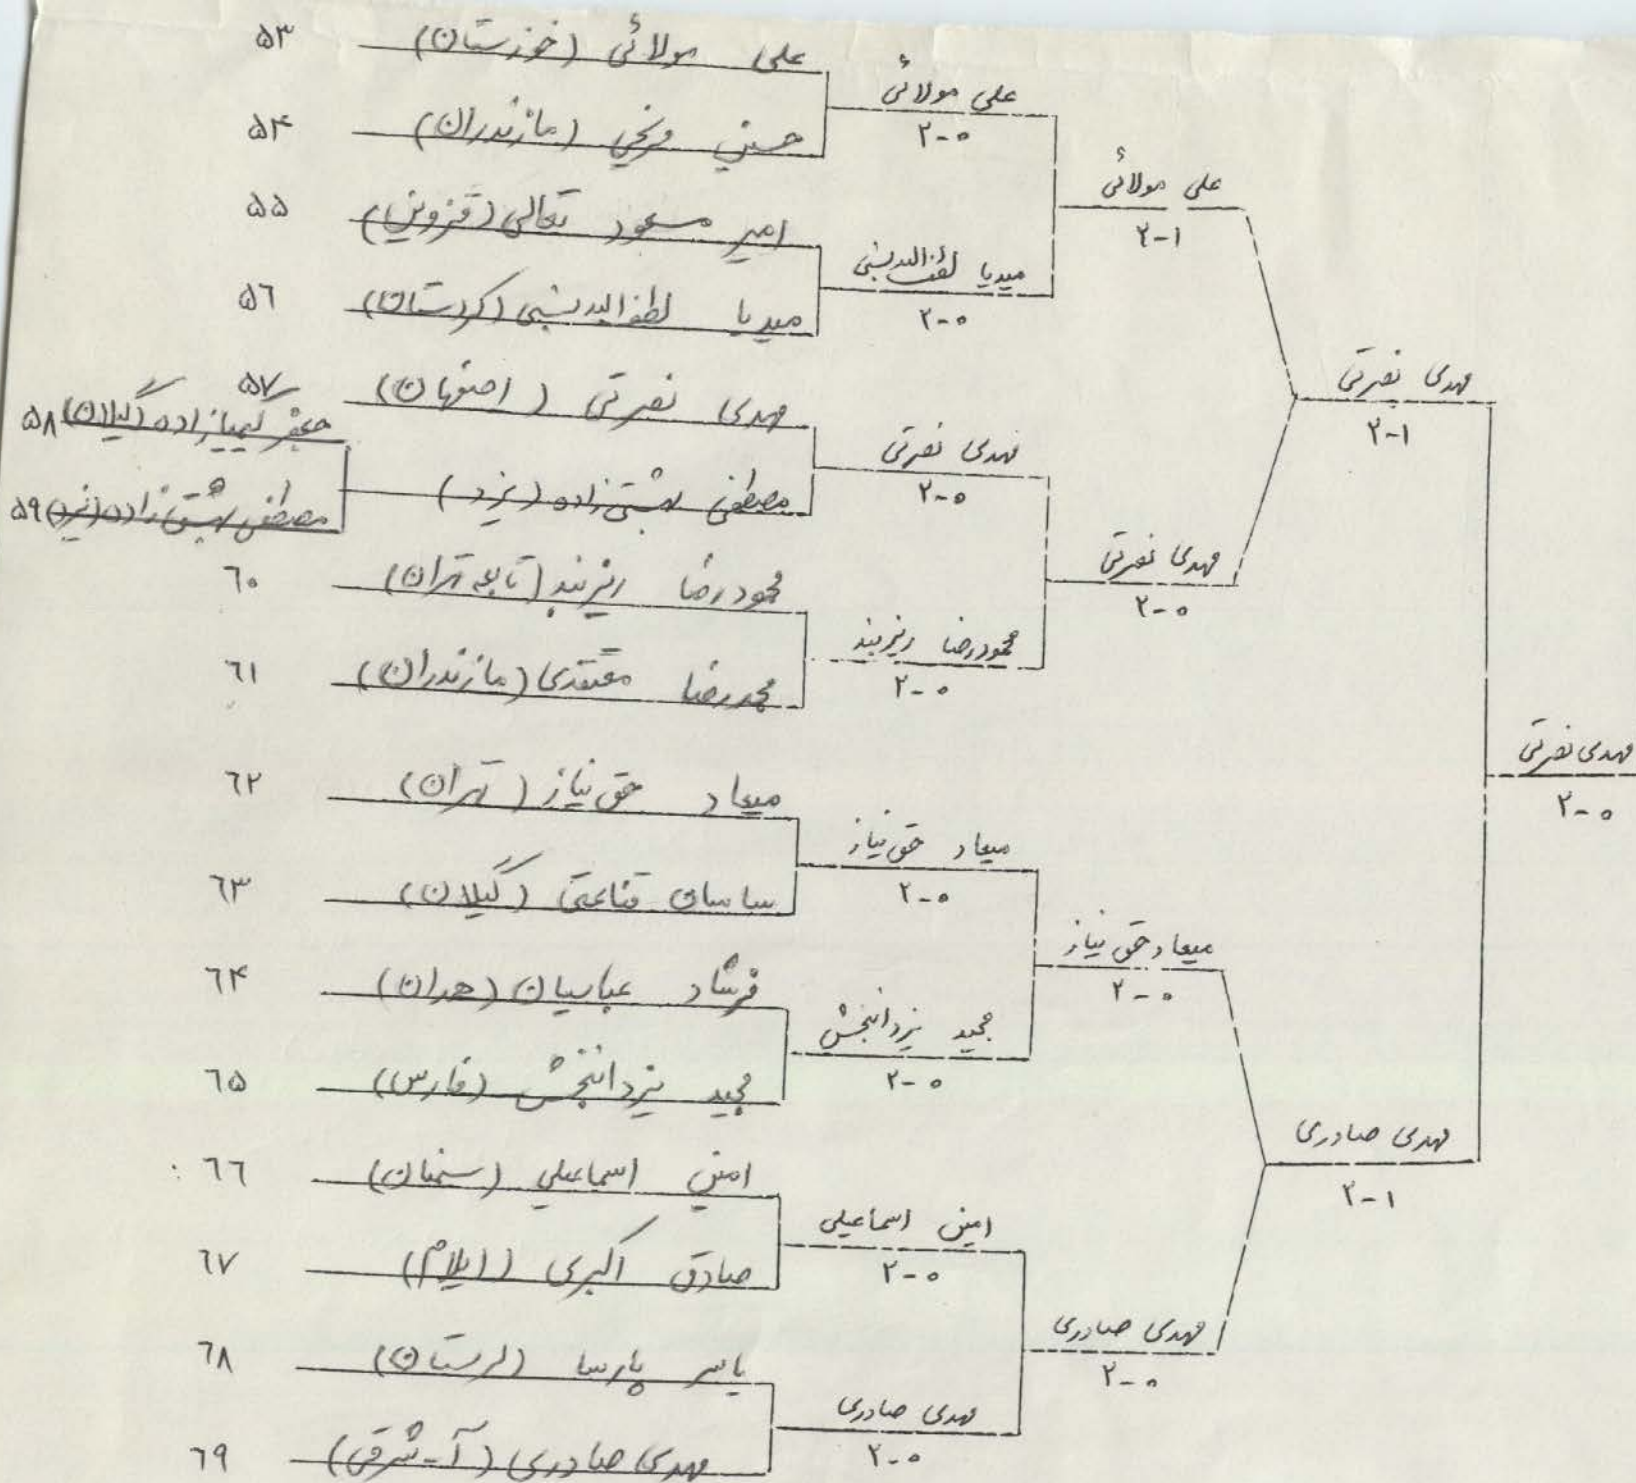 ۵۳ علی مولائی (خوزستان)
علی مولائی
۲-۰
۵۴ حسین فرخی (مازندران)
علی مولائی
۲-۱
۵۵ امیر مسعود تعالی (قزوین)
میدیا لطف‌الدینی
۲-۰
۵۶ میدیا لطف‌الدینی (کردستان)
۵۷ مهدی نصرتی (اصفهان)
مهدی نصرتی
۲-۱
۵۸ جعفر کیمیازاده (گیلان)
مهدی نصرتی
۲-۰
مصطفی بهشتی‌زاده (یزد)
۵۹ مصطفی بهشتی‌زاده (یزد)
مهدی نصرتی
۲-۰
۶۰ محمودرضا ریزبند (تابعه تهران)
محمودرضا ریزبند
۲-۰
۶۱ محمدرضا معتقدی (مازندران)
مهدی نصرتی
۲-۰
۶۲ میعاد حق نیاز (تهران)
میعاد حق نیاز
۲-۰
۶۳ ساسان قناعتی (گیلان)
میعاد حق نیاز
۲-۰
۶۴ فرشاد عباسیان (همدان)
مجید یزدانبخش
۲-۰
۶۵ مجید یزدانبخش (فارس)
مهدی صادری
۲-۱
۶۶ امین اسماعیلی (سمنان)
امین اسماعیلی
۲-۰
۶۷ صادق اکبری (ایلام)
مهدی صادری
۲-۰
۶۸ یاسر پارسا (لرستان)
مهدی صادری
۲-۰
۶۹ مهدی صادری (آ-شرقی)